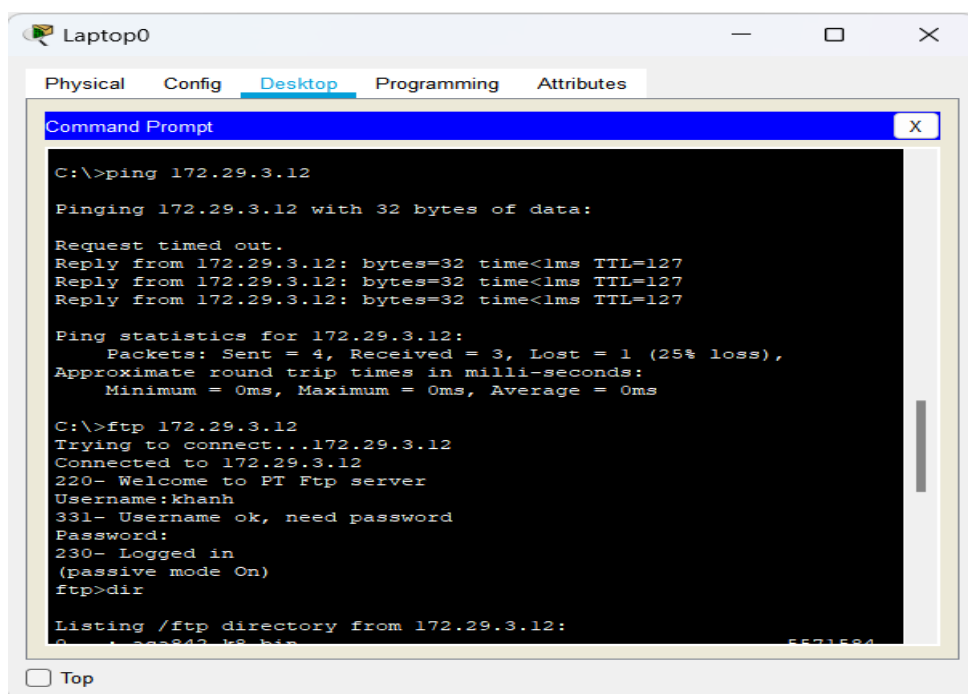 Laptop0
Physical Config Desktop Programming Attributes
Command Prompt X
C:\>ping 172.29.3.12
Pinging 172.29.3.12 with 32 bytes of data:
Request timed out.
Reply from 172.29.3.12: bytes=32 time<1ms TTL=127
Reply from 172.29.3.12: bytes=32 time<1ms TTL=127
Reply from 172.29.3.12: bytes=32 time<1ms TTL=127
Ping statistics for 172.29.3.12:
Packets: Sent = 4, Received = 3, Lost = 1 (25% loss),
Approximate round trip times in milli-seconds:
Minimum = 0ms, Maximum = 0ms, Average = 0ms
C:\>ftp 172.29.3.12
Trying to connect...172.29.3.12
Connected to 172.29.3.12
220- Welcome to PT Ftp server
Username:khanh
331- Username ok, need password
Password:
230- Logged in
(passive mode On)
ftp>dir
Listing /ftp directory from 172.29.3.12:
Top